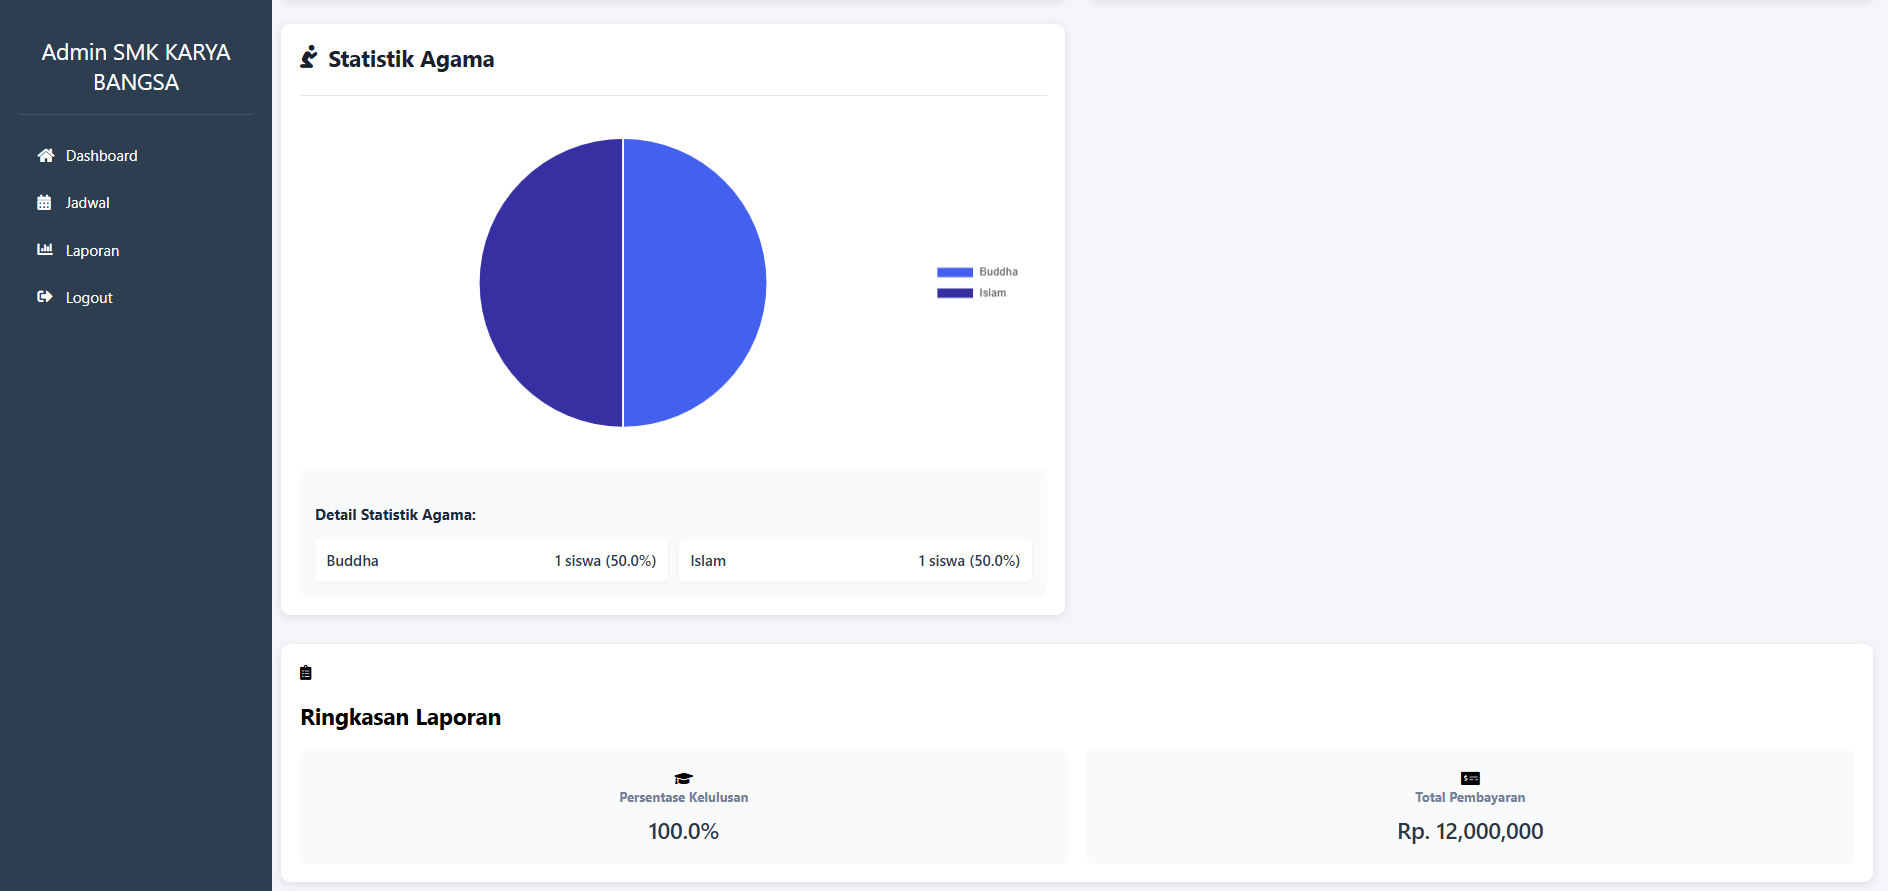 Admin SMK KARYA
BANGSA
Dashboard
Jadwal
Laporan
Logout
Statistik Agama
Buddha
Islam
Detail Statistik Agama:
Buddha 1 siswa (50.0%)
Islam 1 siswa (50.0%)
Ringkasan Laporan
Persentase Kelulusan
100.0%
Total Pembayaran
Rp. 12,000,000